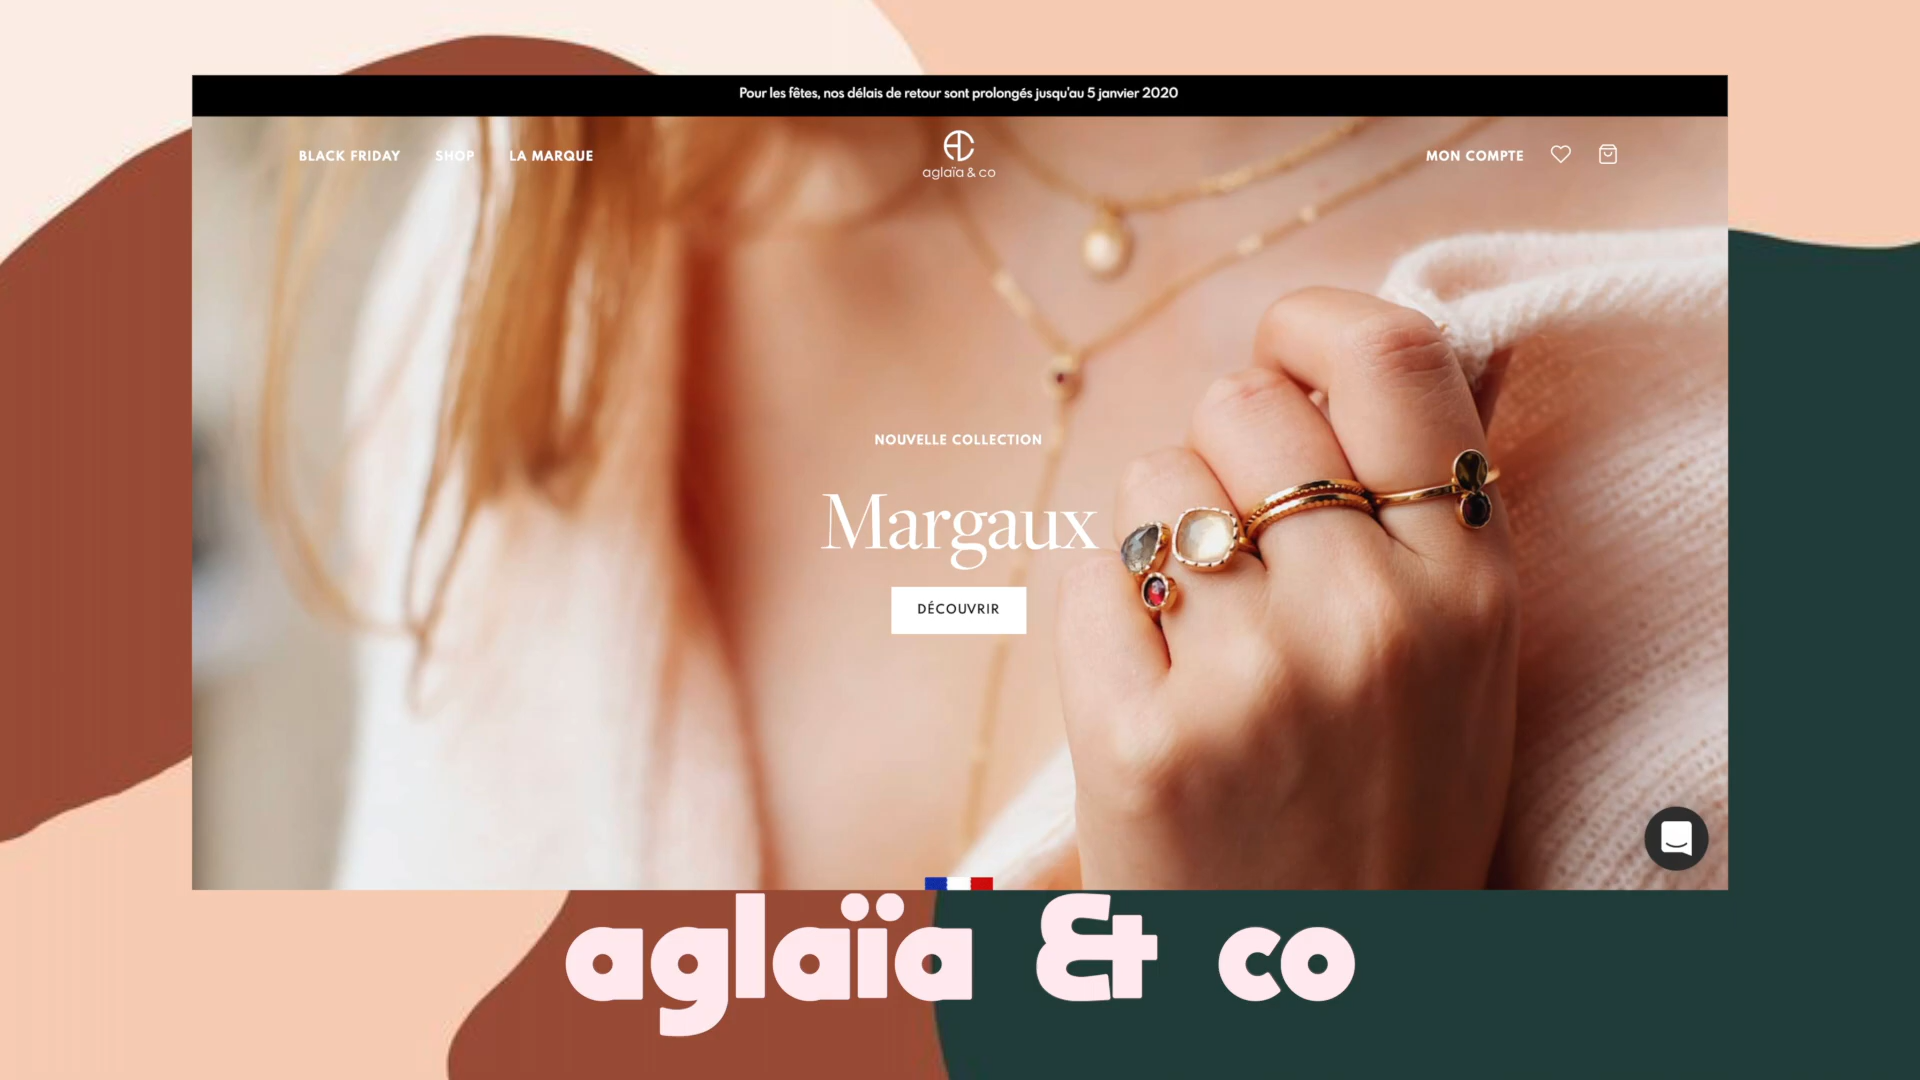 Pour les fêtes, nos délais de retour sont prolongés jusqu'au 5 janvier 2020
BLACK FRIDAY SHOP LA MARQUE
AC
aglaïa & co
MON COMPTE
NOUVELLE COLLECTION
Margaux
DÉCOUVRIR
aglaïa & co